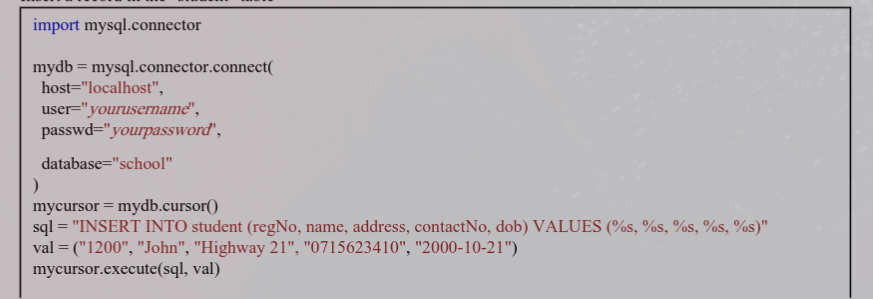 import mysql.connector
mydb = mysql.connector.connect(
host="localhost",
user="yourusername",
passwd="yourpassword",
database="school"
)
mycursor = mydb.cursor()
sql = "INSERT INTO student (regNo, name, address, contactNo, dob) VALUES (%s, %s, %s, %s, %s)"
val = ("1200", "John", "Highway 21", "0715623410", "2000-10-21")
mycursor.execute(sql, val)